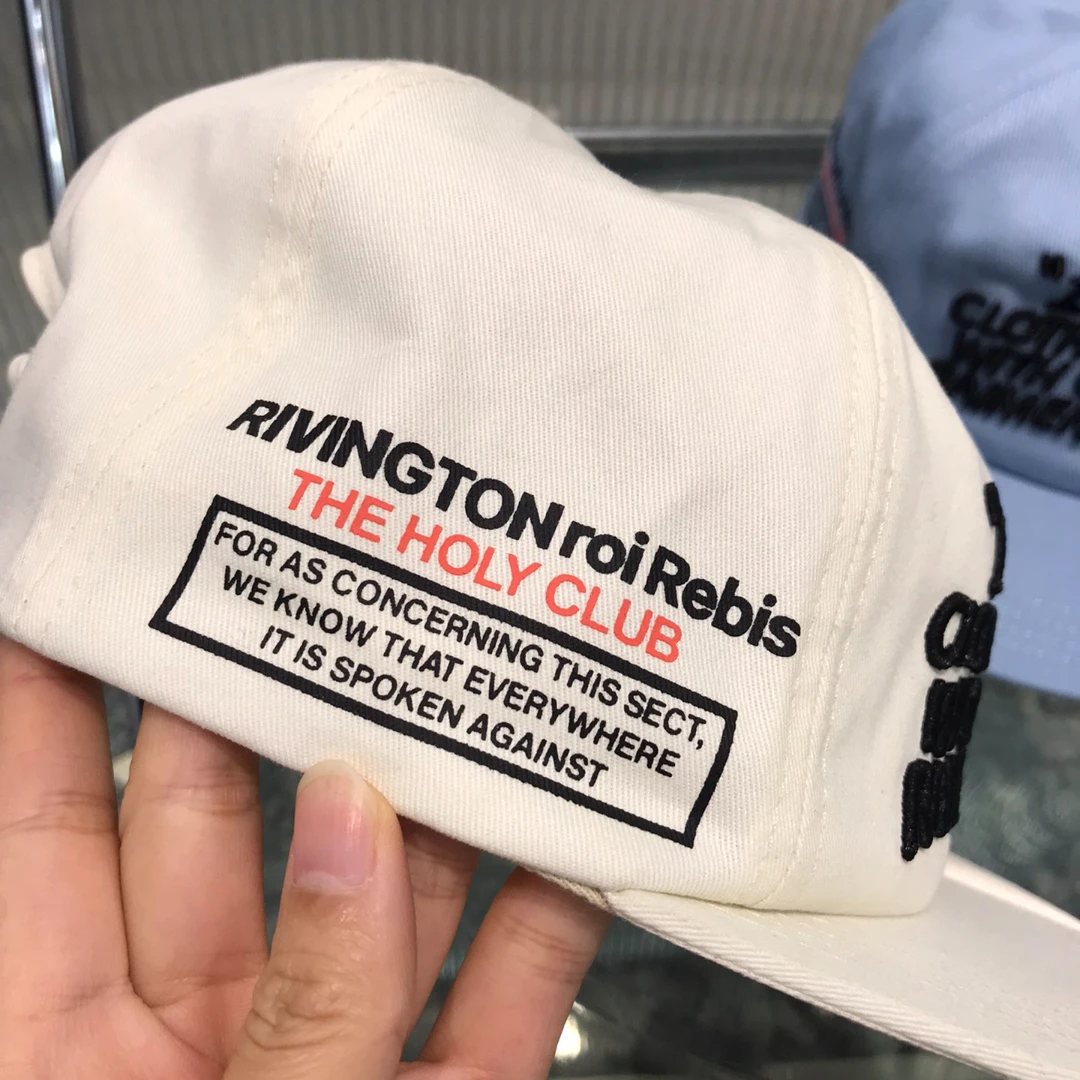 RIVINGTON roi Rebis
THE HOLY CLUB
FOR AS CONCERNING THIS SECT,
WE KNOW THAT EVERYWHERE
IT IS SPOKEN AGAINST